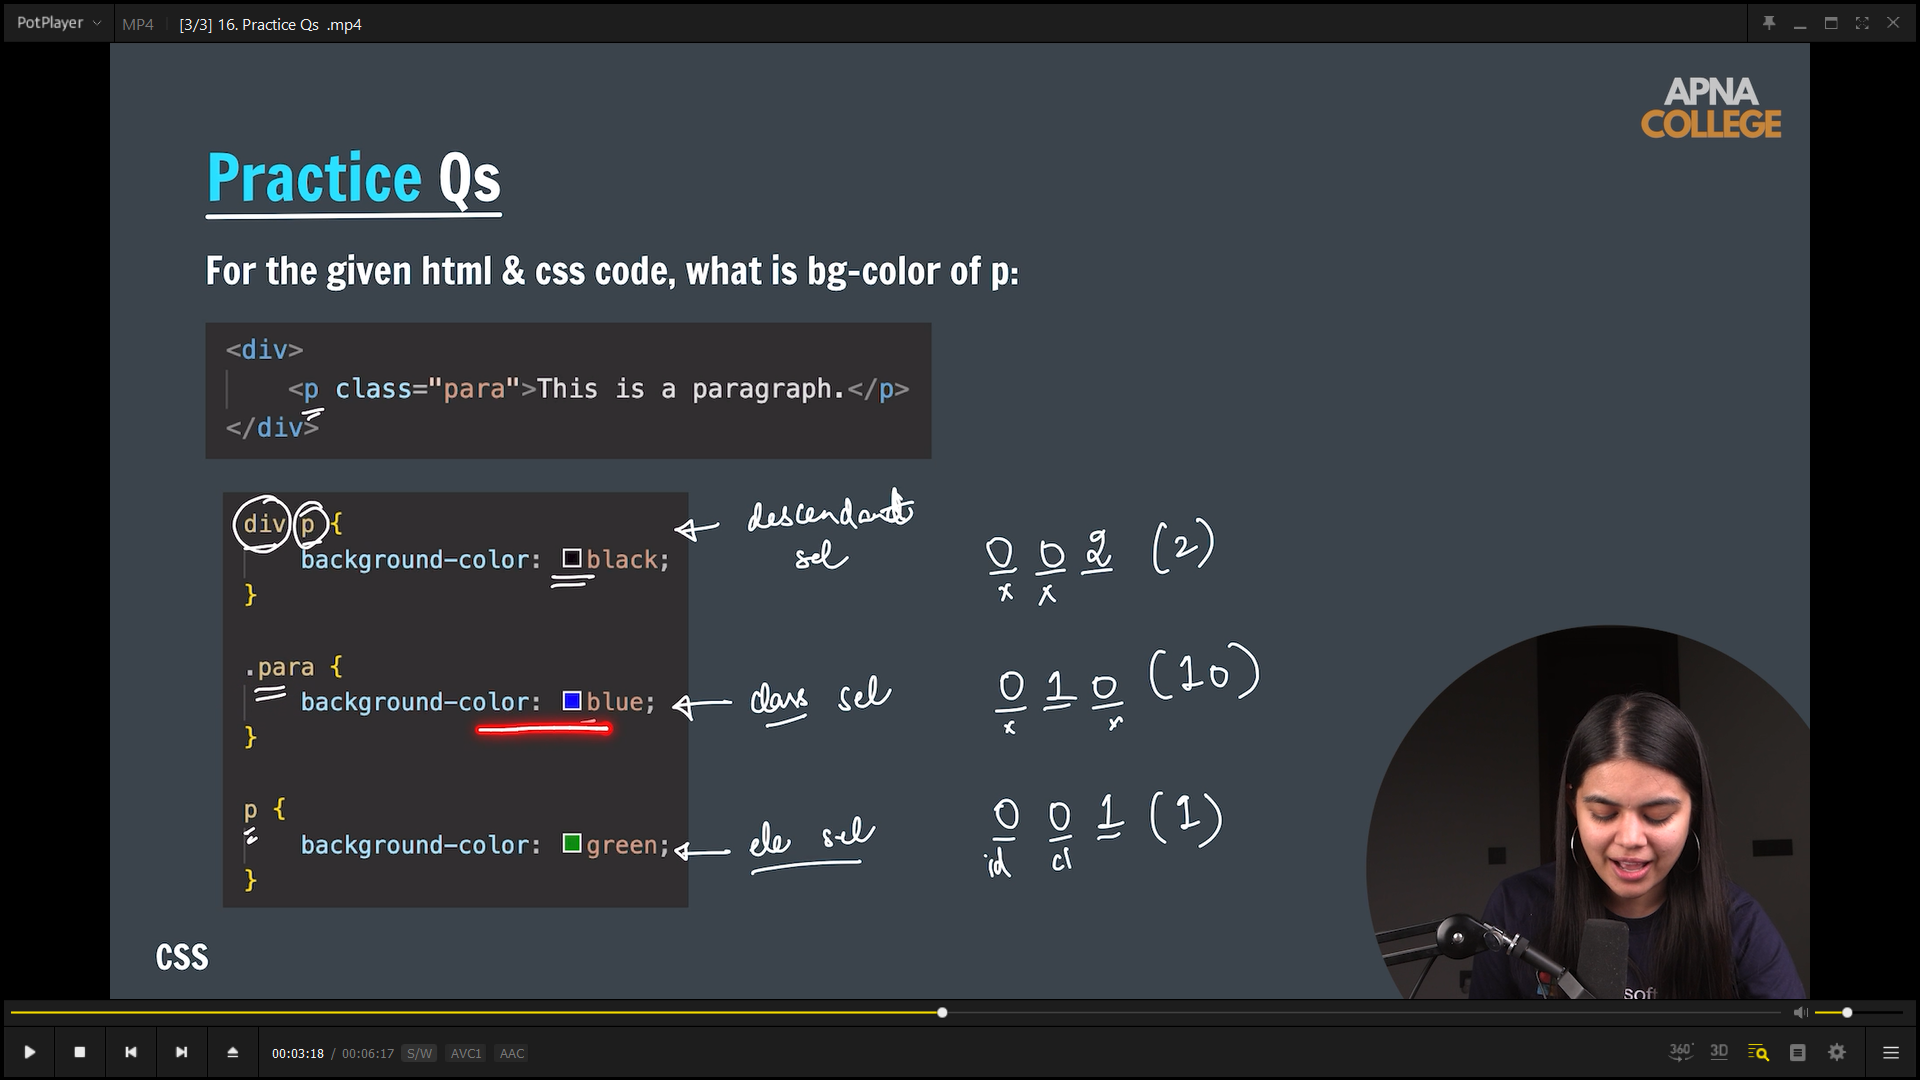 PotPlayer MP4 [3/3] 16. Practice Qs .mp4
APNA
COLLEGE
Practice Qs
For the given html & css code, what is bg-color of p:
<div>
<p class="para">This is a paragraph.</p>
</div>
div p {
background-color: black;
}
descendant
sel
0 0 2 (2)
x x
.para {
background-color: blue;
}
class sel
0 1 0 (10)
x x
p {
background-color: green;
}
ele sel
0 0 1 (1)
id cl
CSS
soft
00:03:18 / 00:06:17 S/W AVC1 AAC
360° 3D